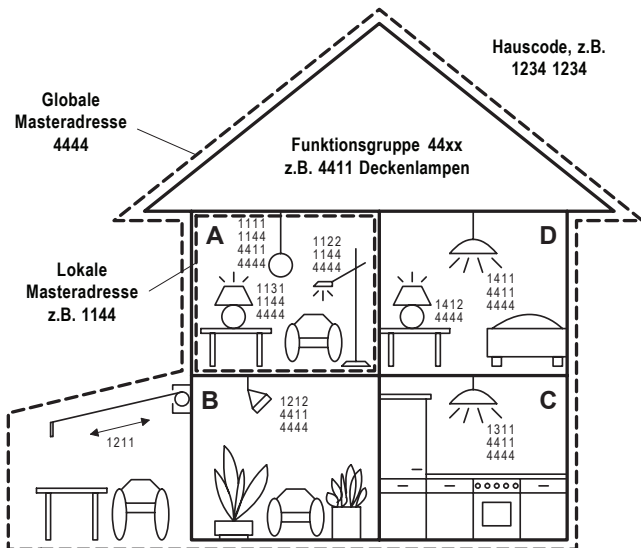 Hauscode, z.B.
1234 1234
Globale
Masteradresse
4444
Funktionsgruppe 44xx
z.B. 4411 Deckenlampen
Lokale
Masteradresse
z.B. 1144
A
1111
1144
4411
4444
1122
1144
4444
1131
1144
4444
D
1411
4411
4444
1412
4444
B
1212
4411
4444
C
1311
4411
4444
1211